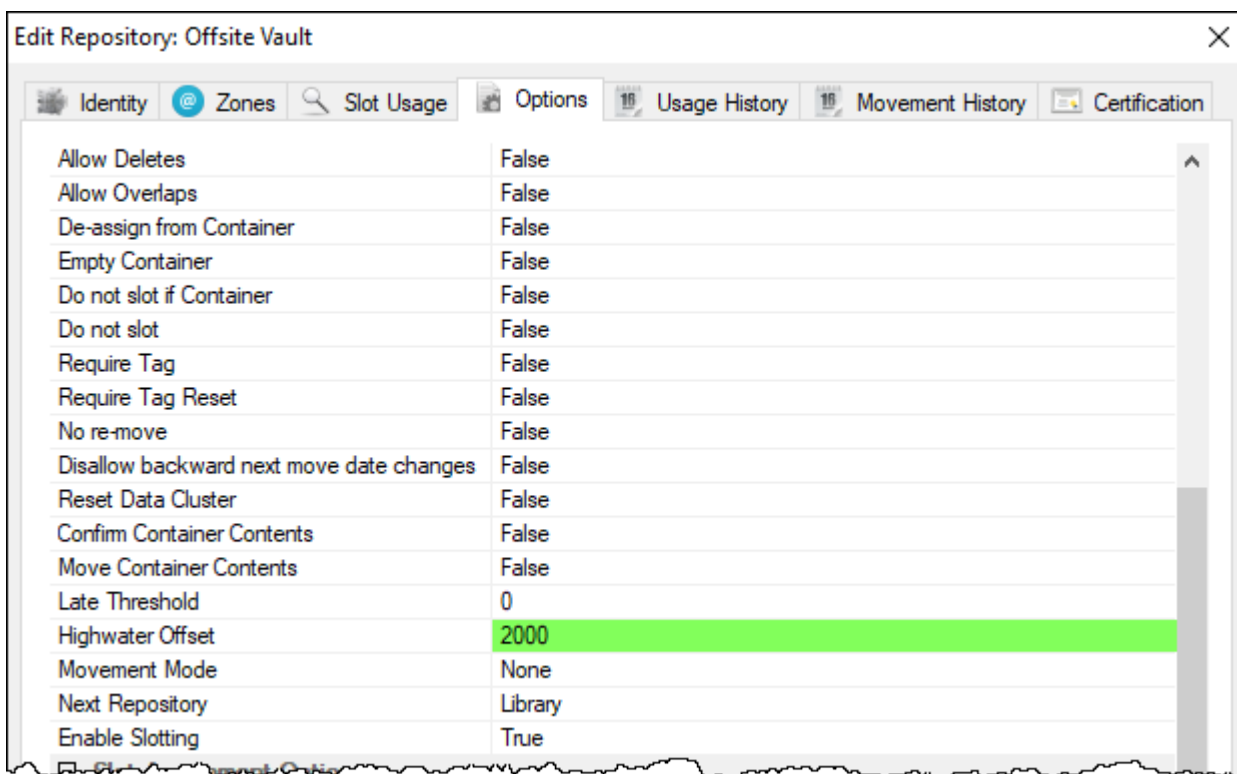 Edit Repository: Offsite Vault
Identity Zones Slot Usage Options Usage History Movement History Certification
Allow Deletes False
Allow Overlaps False
De-assign from Container False
Empty Container False
Do not slot if Container False
Do not slot False
Require Tag False
Require Tag Reset False
No re-move False
Disallow backward next move date changes False
Reset Data Cluster False
Confirm Container Contents False
Move Container Contents False
Late Threshold 0
Highwater Offset 2000
Movement Mode None
Next Repository Library
Enable Slotting True